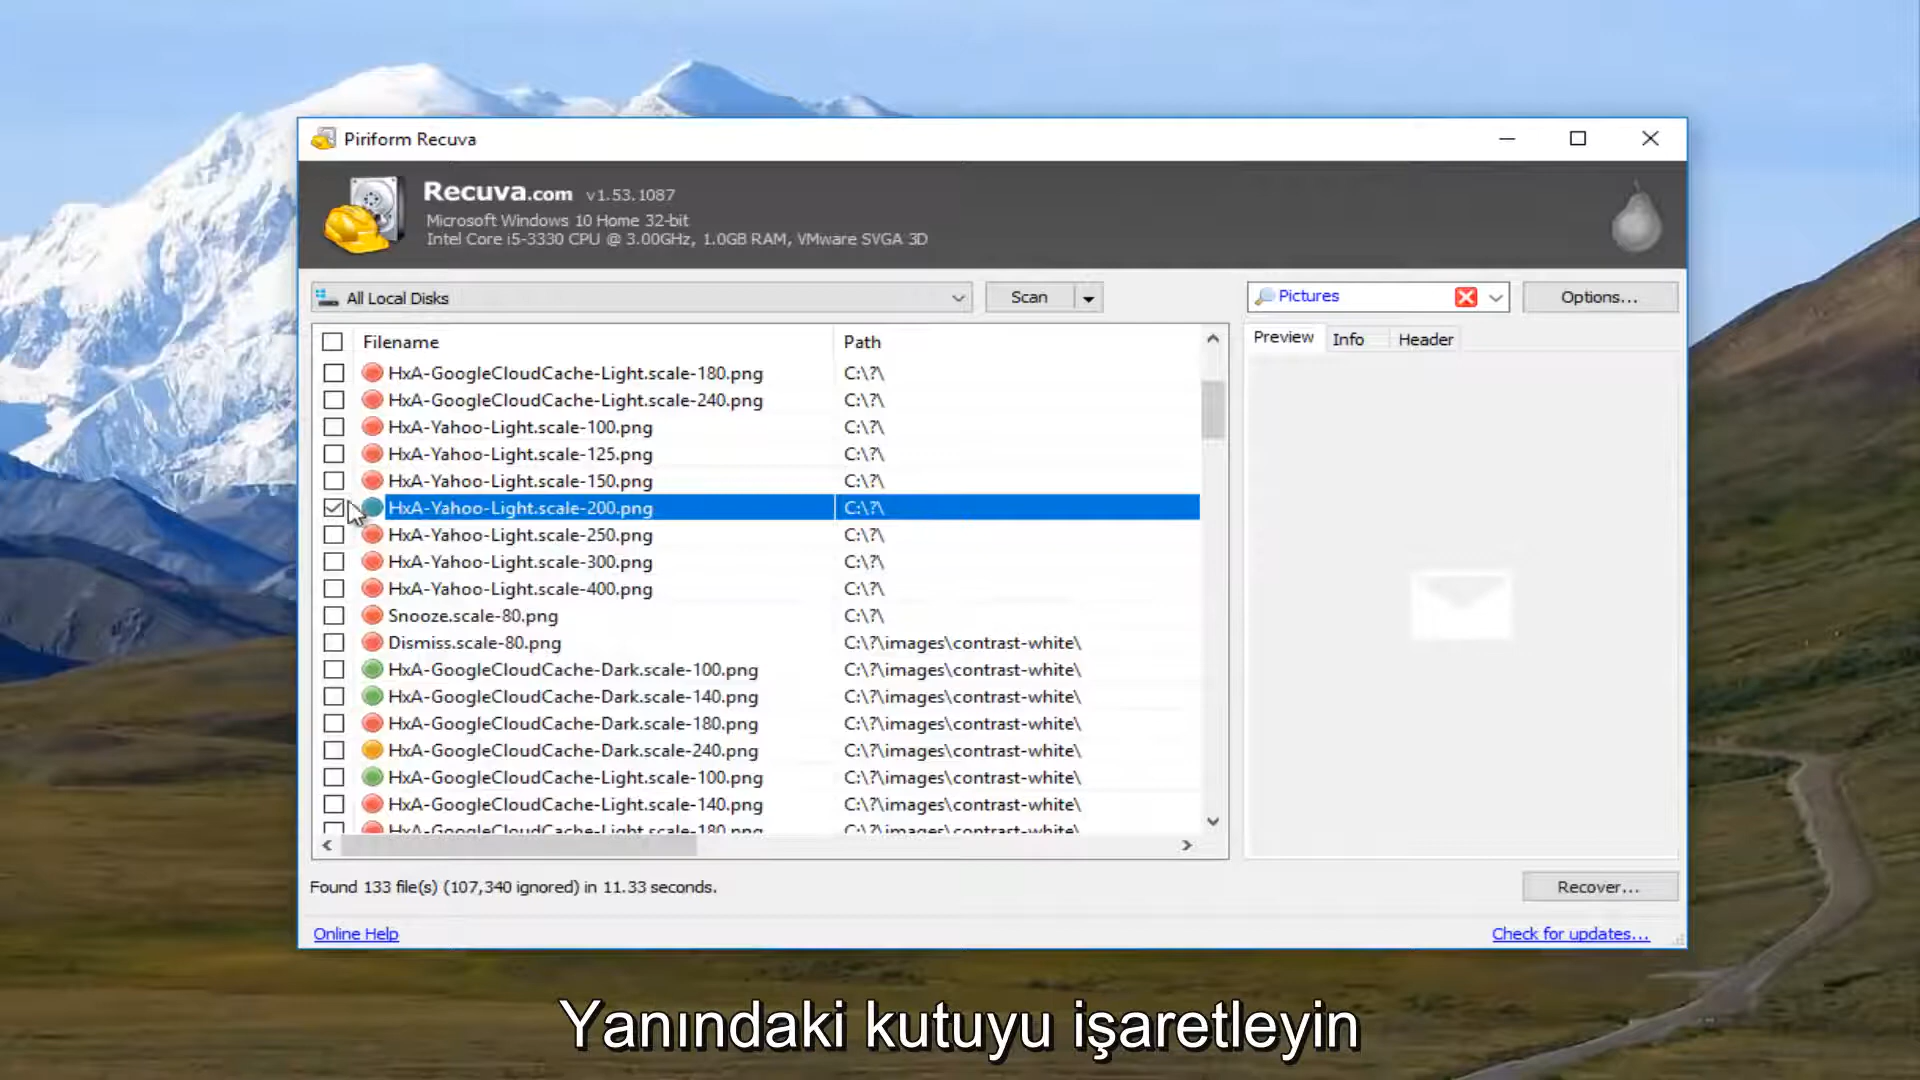 Piriform Recuva
Recuva.com v1.53.1087
Microsoft Windows 10 Home 32-bit
Intel Core i5-3330 CPU @ 3.00GHz, 1.0GB RAM, VMware SVGA 3D
All Local Disks
Scan
Pictures
Options...
Filename Path
HxA-GoogleCloudCache-Light.scale-180.png C:\?\
HxA-GoogleCloudCache-Light.scale-240.png C:\?\
HxA-Yahoo-Light.scale-100.png C:\?\
HxA-Yahoo-Light.scale-125.png C:\?\
HxA-Yahoo-Light.scale-150.png C:\?\
HxA-Yahoo-Light.scale-200.png C:\?\
HxA-Yahoo-Light.scale-250.png C:\?\
HxA-Yahoo-Light.scale-300.png C:\?\
HxA-Yahoo-Light.scale-400.png C:\?\
Snooze.scale-80.png C:\?\
Dismiss.scale-80.png C:\?\images\contrast-white\
HxA-GoogleCloudCache-Dark.scale-100.png C:\?\images\contrast-white\
HxA-GoogleCloudCache-Dark.scale-140.png C:\?\images\contrast-white\
HxA-GoogleCloudCache-Dark.scale-180.png C:\?\images\contrast-white\
HxA-GoogleCloudCache-Dark.scale-240.png C:\?\images\contrast-white\
HxA-GoogleCloudCache-Light.scale-100.png C:\?\images\contrast-white\
HxA-GoogleCloudCache-Light.scale-140.png C:\?\images\contrast-white\
HxA-GoogleCloudCache-Light.scale-180.png C:\?\images\contrast-white\
Preview Info Header
Found 133 file(s) (107,340 ignored) in 11.33 seconds.
Recover...
Online Help
Check for updates...
Yanındaki kutuyu işaretleyin